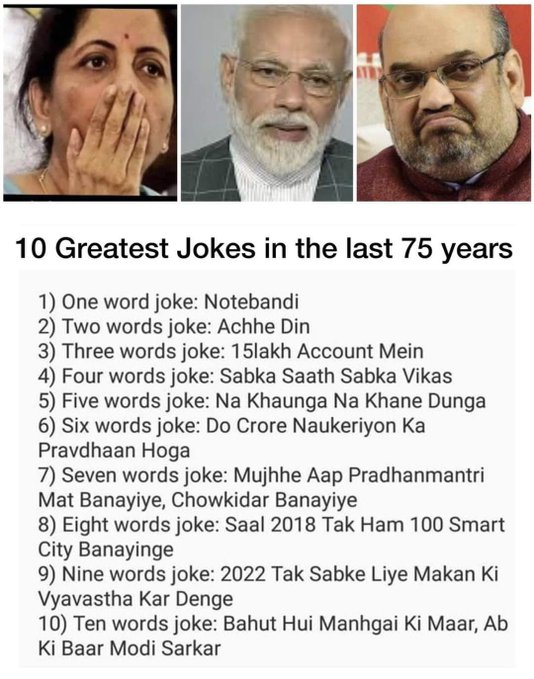 10 Greatest Jokes in the last 75 years
1) One word joke: Notebandi
2) Two words joke: Achhe Din
3) Three words joke: 15lakh Account Mein
4) Four words joke: Sabka Saath Sabka Vikas
5) Five words joke: Na Khaunga Na Khane Dunga
6) Six words joke: Do Crore Naukeriyon Ka
Pravdhaan Hoga
7) Seven words joke: Mujhhe Aap Pradhanmantri
Mat Banayiye, Chowkidar Banayiye
8) Eight words joke: Saal 2018 Tak Ham 100 Smart
City Banayinge
9) Nine words joke: 2022 Tak Sabke Liye Makan Ki
Vyavastha Kar Denge
10) Ten words joke: Bahut Hui Manhgai Ki Maar, Ab
Ki Baar Modi Sarkar